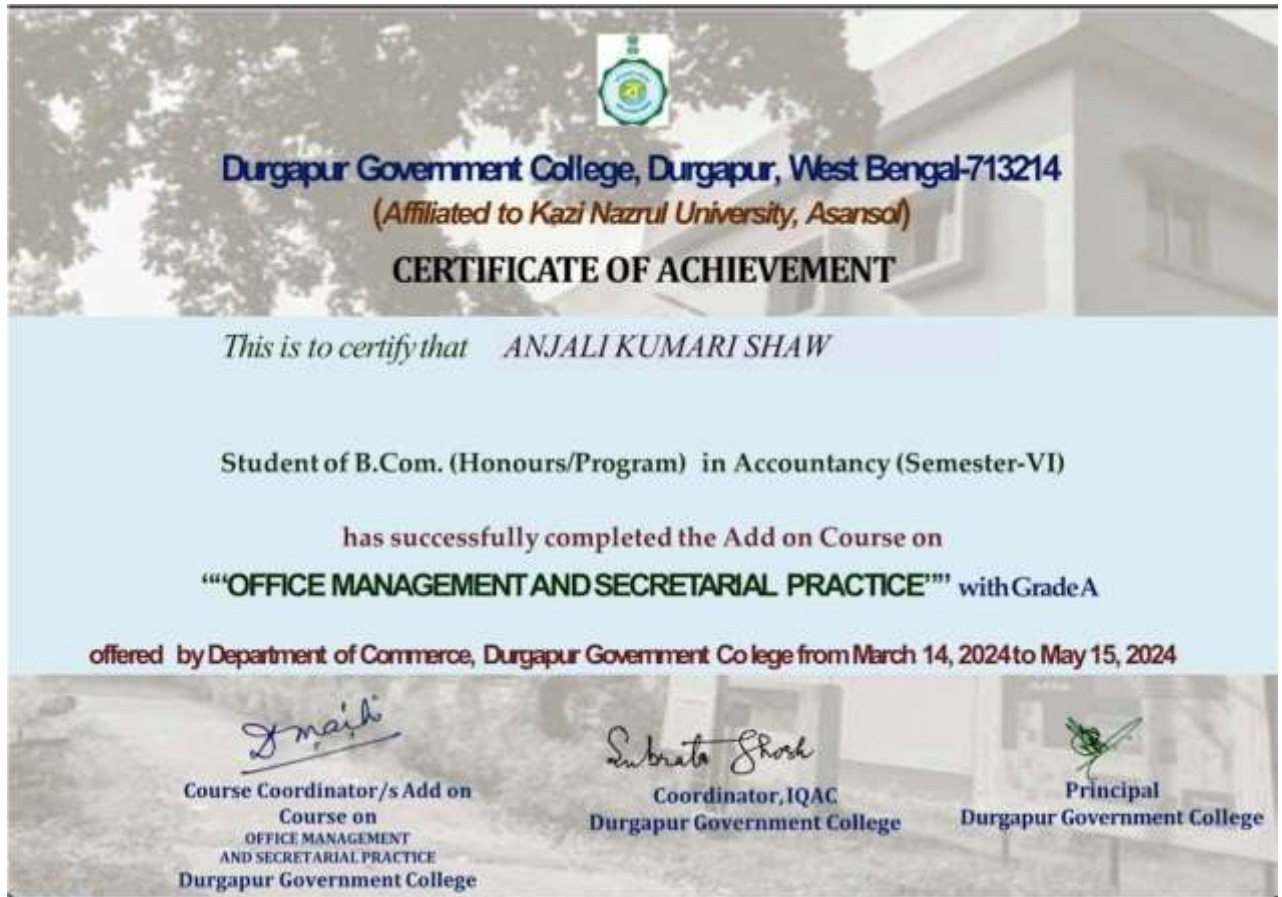 Durgapur Government College, Durgapur, West Bengal-713214
(Affiliated to Kazi Nazrul University, Asansol)
CERTIFICATE OF ACHIEVEMENT
This is to certify that ANJALI KUMARI SHAW
Student of B.Com. (Honours/Program) in Accountancy (Semester-VI)
has successfully completed the Add on Course on
““OFFICE MANAGEMENT AND SECRETARIAL PRACTICE”” with Grade A
offered by Department of Commerce, Durgapur Government Co lege from March 14, 2024 to May 15, 2024
Subrata Ghosh
Course Coordinator/s Add on
Course on
OFFICE MANAGEMENT
AND SECRETARIAL PRACTICE
Durgapur Government College
Coordinator, IQAC
Durgapur Government College
Principal
Durgapur Government College